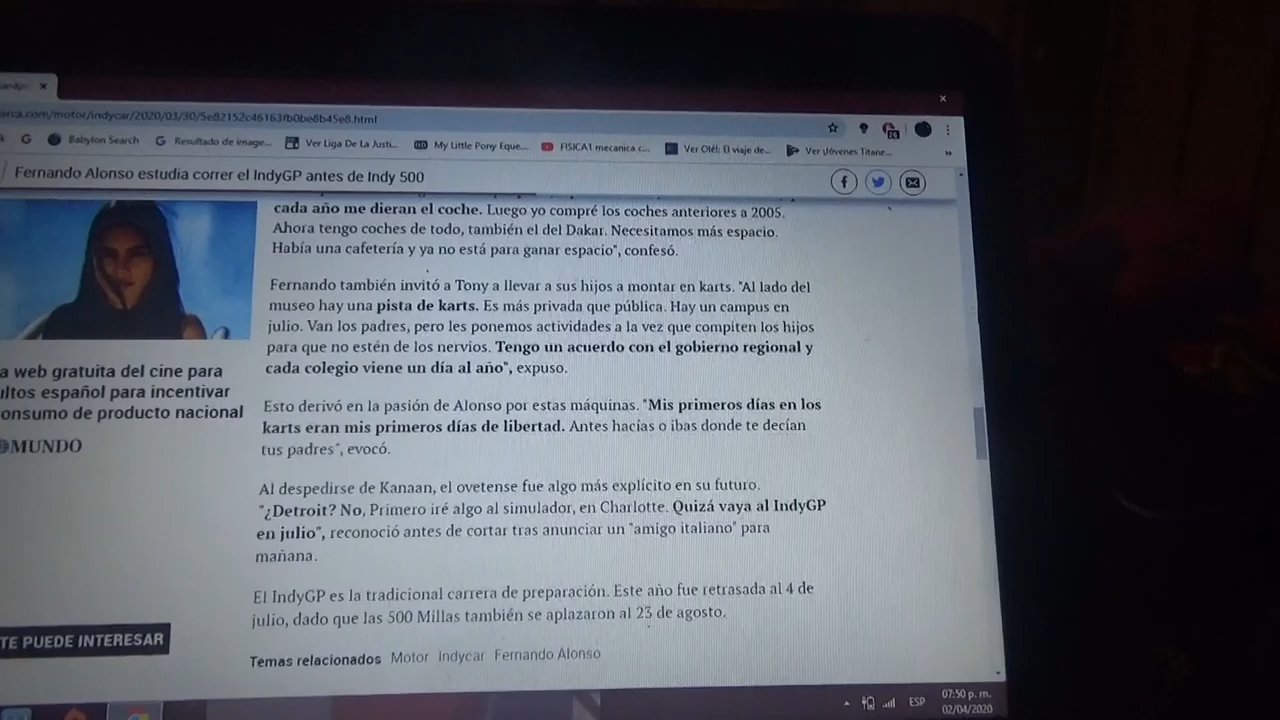 arca.com/motor/indycar/2020/03/30/5e82152c46163fb0be8b45e8.html
Babylon Search
Resultado de image...
Ver Liga De La Justi...
My Little Pony Eque...
FISICA1 mecanica c...
Ver Olé!: El viaje de...
Ver Jóvenes Titane...
Fernando Alonso estudia correr el IndyGP antes de Indy 500
cada año me dieran el coche. Luego yo compré los coches anteriores a 2005.
Ahora tengo coches de todo, también el del Dakar. Necesitamos más espacio.
Había una cafetería y ya no está para ganar espacio", confesó.
Fernando también invitó a Tony a llevar a sus hijos a montar en karts. "Al lado del
museo hay una pista de karts. Es más privada que pública. Hay un campus en
julio. Van los padres, pero les ponemos actividades a la vez que compiten los hijos
para que no estén de los nervios. Tengo un acuerdo con el gobierno regional y
cada colegio viene un día al año", expuso.
Esto derivó en la pasión de Alonso por estas máquinas. "Mis primeros días en los
karts eran mis primeros días de libertad. Antes hacías o ibas donde te decían
tus padres", evocó.
Al despedirse de Kanaan, el ovetense fue algo más explícito en su futuro.
"¿Detroit? No, Primero iré algo al simulador, en Charlotte. Quizá vaya al IndyGP
en julio", reconoció antes de cortar tras anunciar un "amigo italiano" para
mañana.
El IndyGP es la tradicional carrera de preparación. Este año fue retrasada al 4 de
julio, dado que las 500 Millas también se aplazaron al 23 de agosto.
Temas relacionados Motor Indycar Fernando Alonso
a web gratuita del cine para
ultos español para incentivar
onsumo de producto nacional
MUNDO
TE PUEDE INTERESAR
ESP
07:50 p. m.
02/04/2020